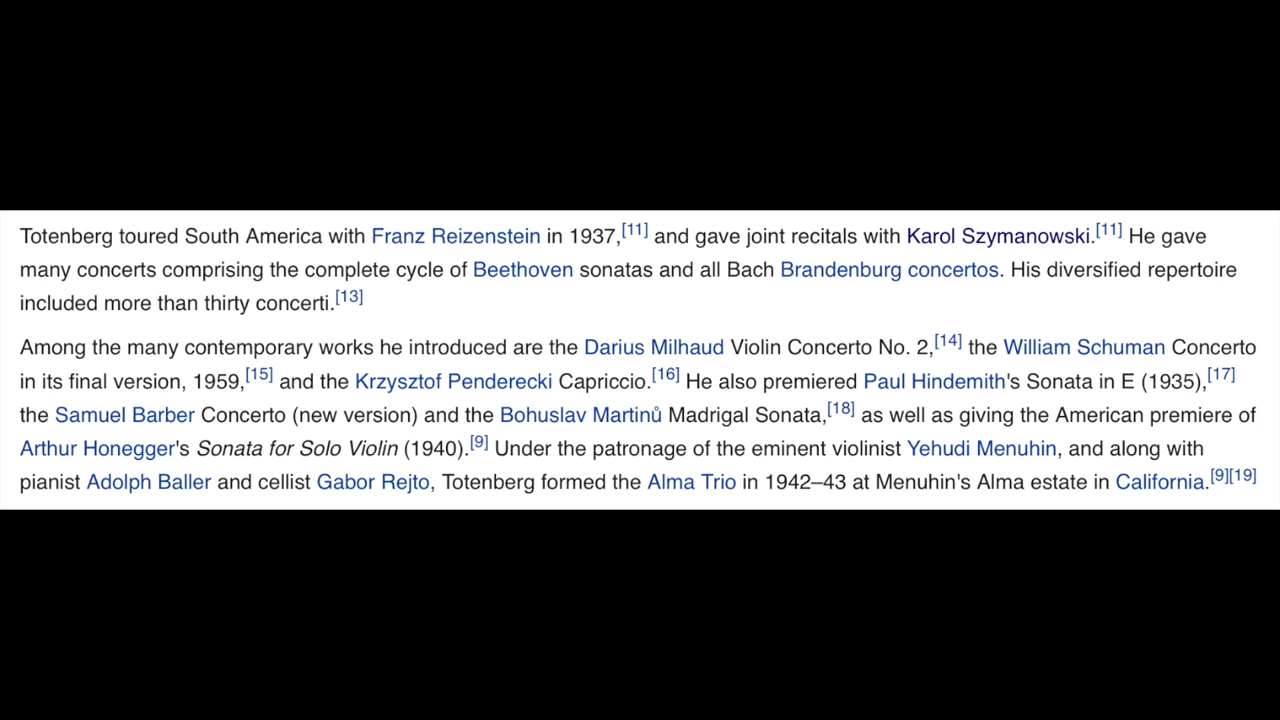 Totenberg toured South America with Franz Reizenstein in 1937,[11] and gave joint recitals with Karol Szymanowski.[11] He gave
many concerts comprising the complete cycle of Beethoven sonatas and all Bach Brandenburg concertos. His diversified repertoire
included more than thirty concerti.[13]
Among the many contemporary works he introduced are the Darius Milhaud Violin Concerto No. 2,[14] the William Schuman Concerto
in its final version, 1959,[15] and the Krzysztof Penderecki Capriccio.[16] He also premiered Paul Hindemith's Sonata in E (1935),[17]
the Samuel Barber Concerto (new version) and the Bohuslav Martinů Madrigal Sonata,[18] as well as giving the American premiere of
Arthur Honegger's Sonata for Solo Violin (1940).[9] Under the patronage of the eminent violinist Yehudi Menuhin, and along with
pianist Adolph Baller and cellist Gabor Rejto, Totenberg formed the Alma Trio in 1942–43 at Menuhin's Alma estate in California.[9][19]